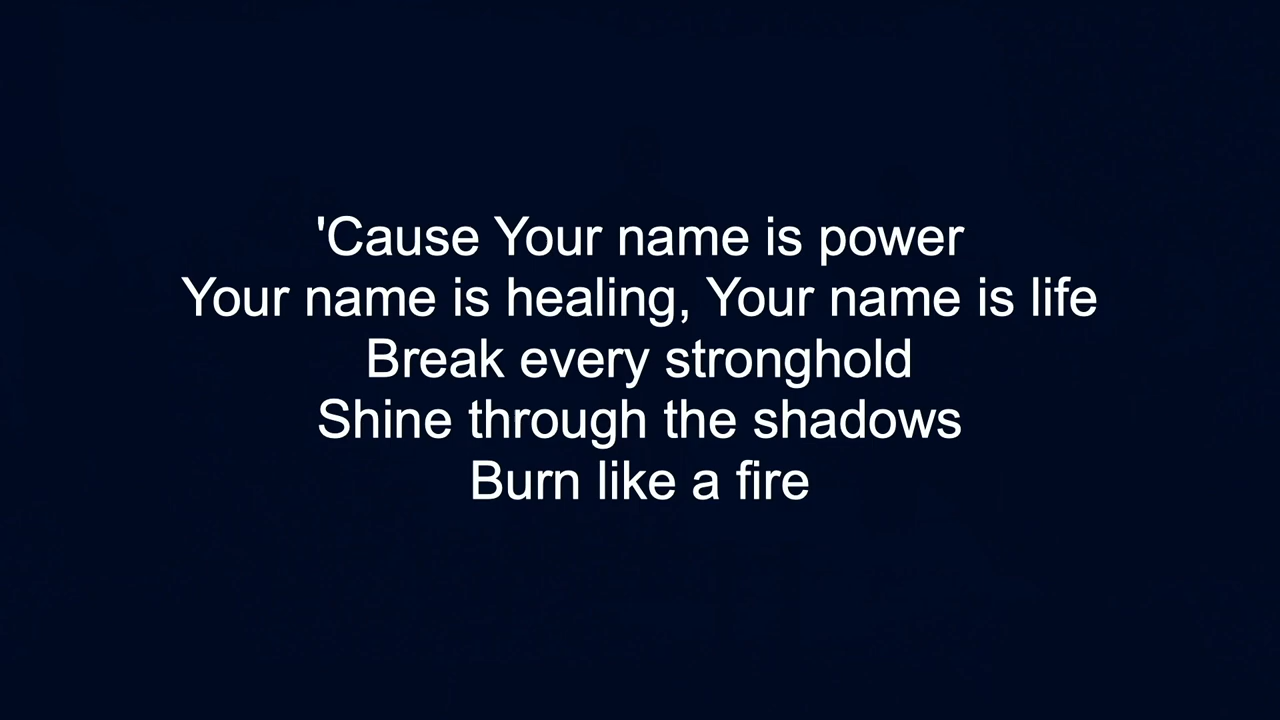 'Cause Your name is power
Your name is healing, Your name is life
Break every stronghold
Shine through the shadows
Burn like a fire